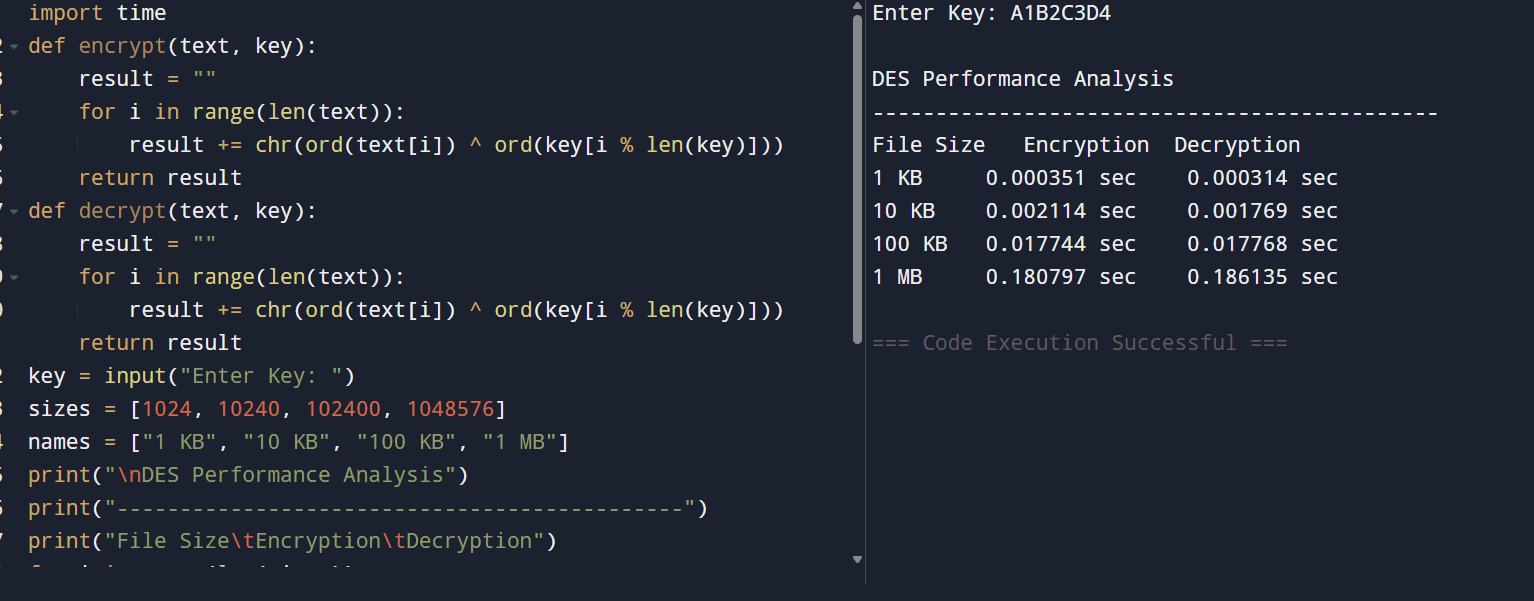 import time
def encrypt(text, key):
    result = ""
    for i in range(len(text)):
        result += chr(ord(text[i]) ^ ord(key[i % len(key)]))
    return result
def decrypt(text, key):
    result = ""
    for i in range(len(text)):
        result += chr(ord(text[i]) ^ ord(key[i % len(key)]))
    return result
key = input("Enter Key: ")
sizes = [1024, 10240, 102400, 1048576]
names = ["1 KB", "10 KB", "100 KB", "1 MB"]
print("\nDES Performance Analysis")
print("---------------------------------------------")
print("File Size\tEncryption\tDecryption")
Enter Key: A1B2C3D4
DES Performance Analysis
---------------------------------------------
File Size   Encryption  Decryption
1 KB     0.000351 sec    0.000314 sec
10 KB    0.002114 sec    0.001769 sec
100 KB   0.017744 sec    0.017768 sec
1 MB     0.180797 sec    0.186135 sec
=== Code Execution Successful ===